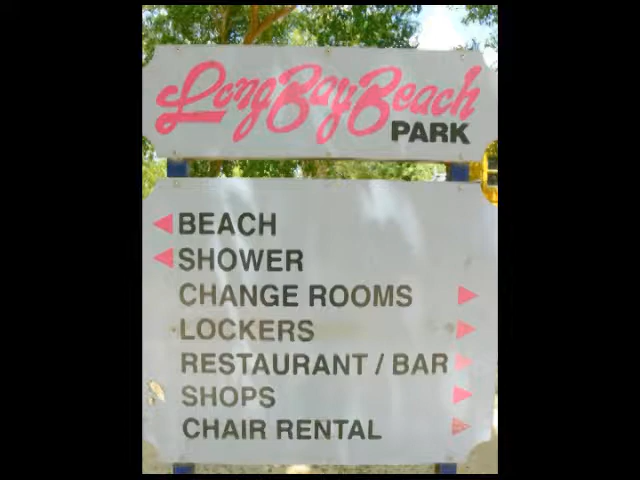 Long Bay Beach
PARK
BEACH
SHOWER
CHANGE ROOMS
LOCKERS
RESTAURANT / BAR
SHOPS
CHAIR RENTAL